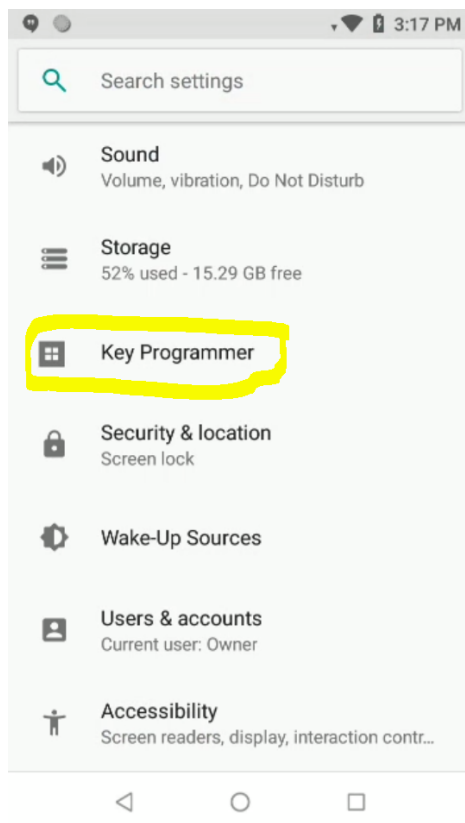 3:17 PM
Search settings
Sound
Volume, vibration, Do Not Disturb
Storage
52% used - 15.29 GB free
Key Programmer
Security & location
Screen lock
Wake-Up Sources
Users & accounts
Current user: Owner
Accessibility
Screen readers, display, interaction contr...